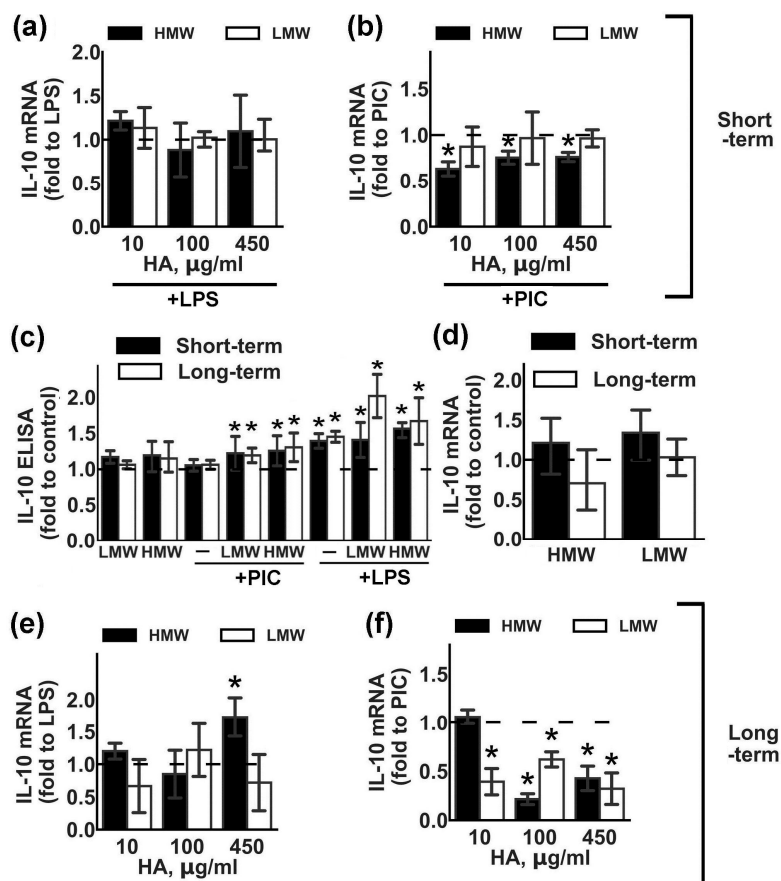 (a)
HMW LMW
IL-10 mRNA
(fold to LPS)
2.0
1.5
1.0
0.5
0.0
10 100 450
HA, μg/ml
+LPS
(b)
HMW LMW
IL-10 mRNA
(fold to PIC)
1.5
1.0
0.5
0.0
* * *
10 100 450
HA, μg/ml
+PIC
Short
-term
(c)
Short-term
Long-term
IL-10 ELISA
(fold to control)
2.0
1.5
1.0
0.5
0.0
* * * * * * * * * *
LMW HMW – LMW HMW – LMW HMW
+PIC +LPS
(d)
Short-term
Long-term
IL-10 mRNA
(fold to control)
2.0
1.5
1.0
0.5
0.0
HMW LMW
(e)
HMW LMW
IL-10 mRNA
(fold to LPS)
2.0
1.5
1.0
0.5
0.0
*
10 100 450
HA, μg/ml
(f)
HMW LMW
IL-10 mRNA
(fold to PIC)
1.5
1.0
0.5
0.0
* * * * *
10 100 450
HA, μg/ml
Long
-term